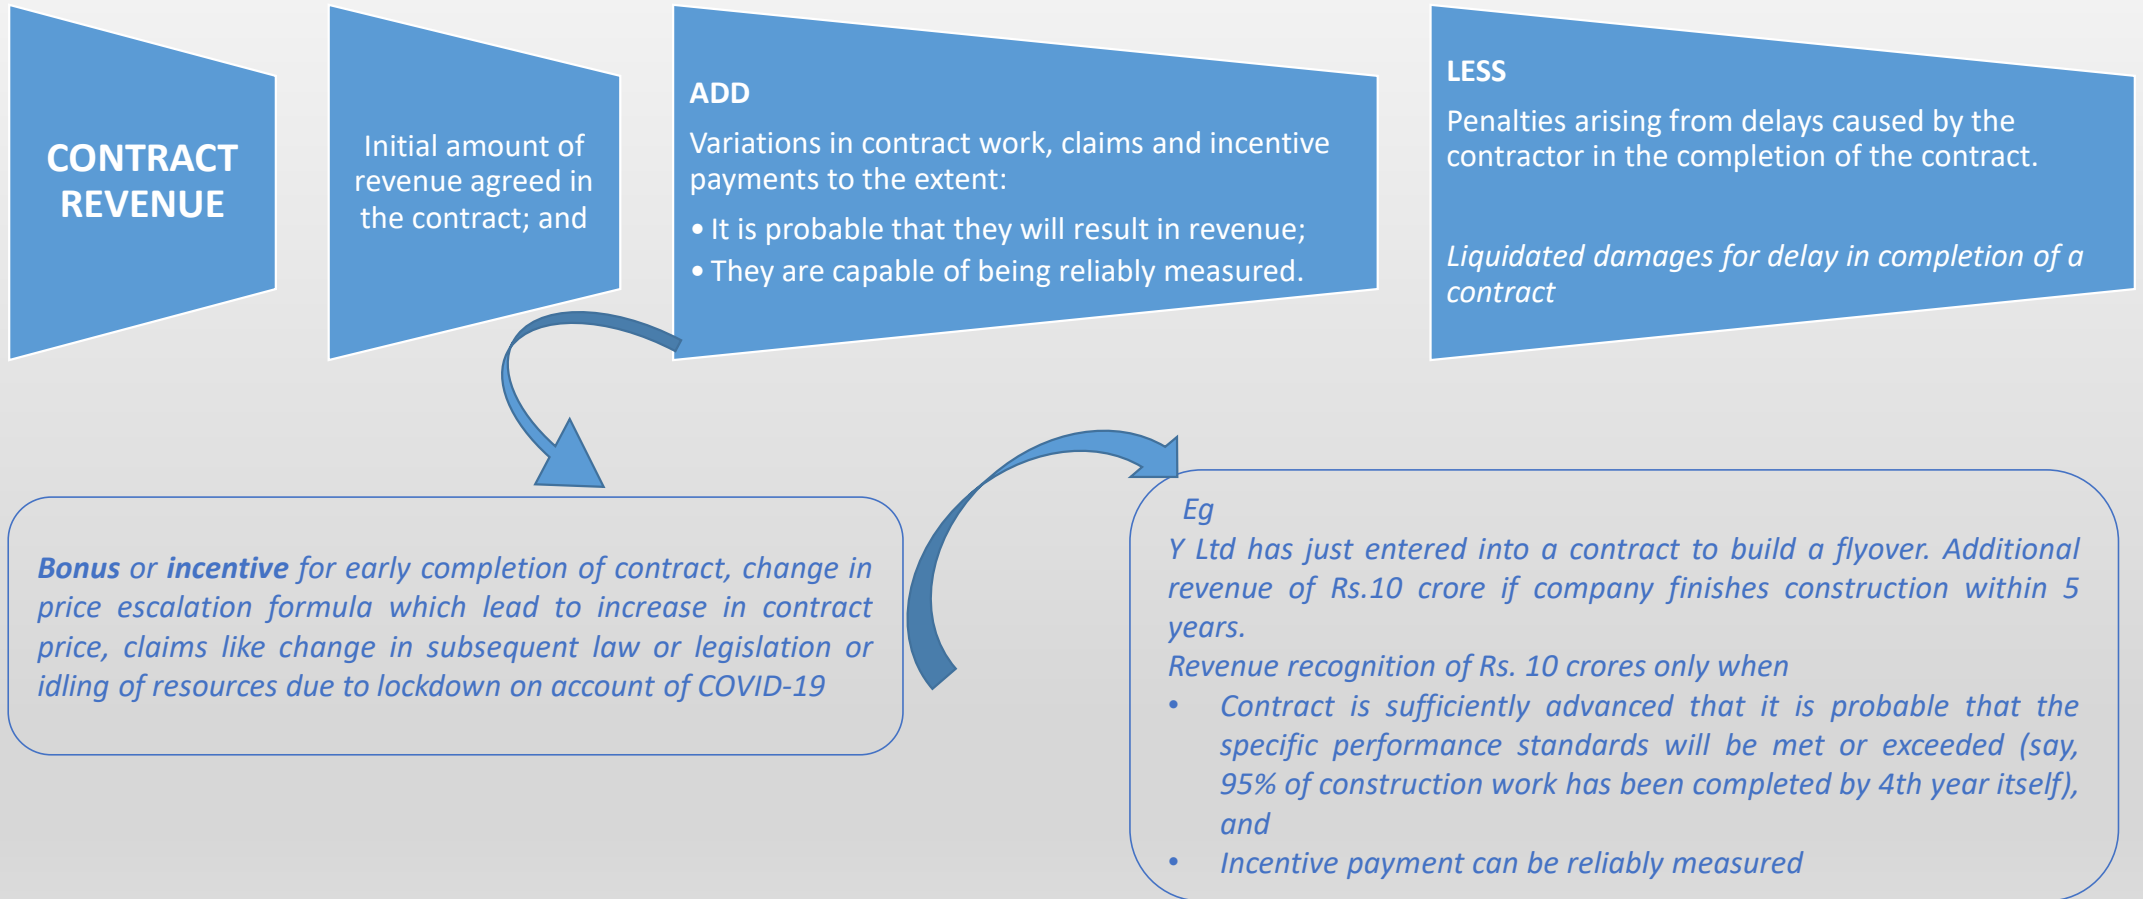 CONTRACT
REVENUE
Initial amount of
revenue agreed in
the contract; and
ADD
Variations in contract work, claims and incentive
payments to the extent:
• It is probable that they will result in revenue;
• They are capable of being reliably measured.
LESS
Penalties arising from delays caused by the
contractor in the completion of the contract.
Liquidated damages for delay in completion of a
contract
Bonus or incentive for early completion of contract, change in
price escalation formula which lead to increase in contract
price, claims like change in subsequent law or legislation or
idling of resources due to lockdown on account of COVID-19
Eg
Y Ltd has just entered into a contract to build a flyover. Additional
revenue of Rs.10 crore if company finishes construction within 5
years.
Revenue recognition of Rs. 10 crores only when
• Contract is sufficiently advanced that it is probable that the
specific performance standards will be met or exceeded (say,
95% of construction work has been completed by 4th year itself),
and
• Incentive payment can be reliably measured